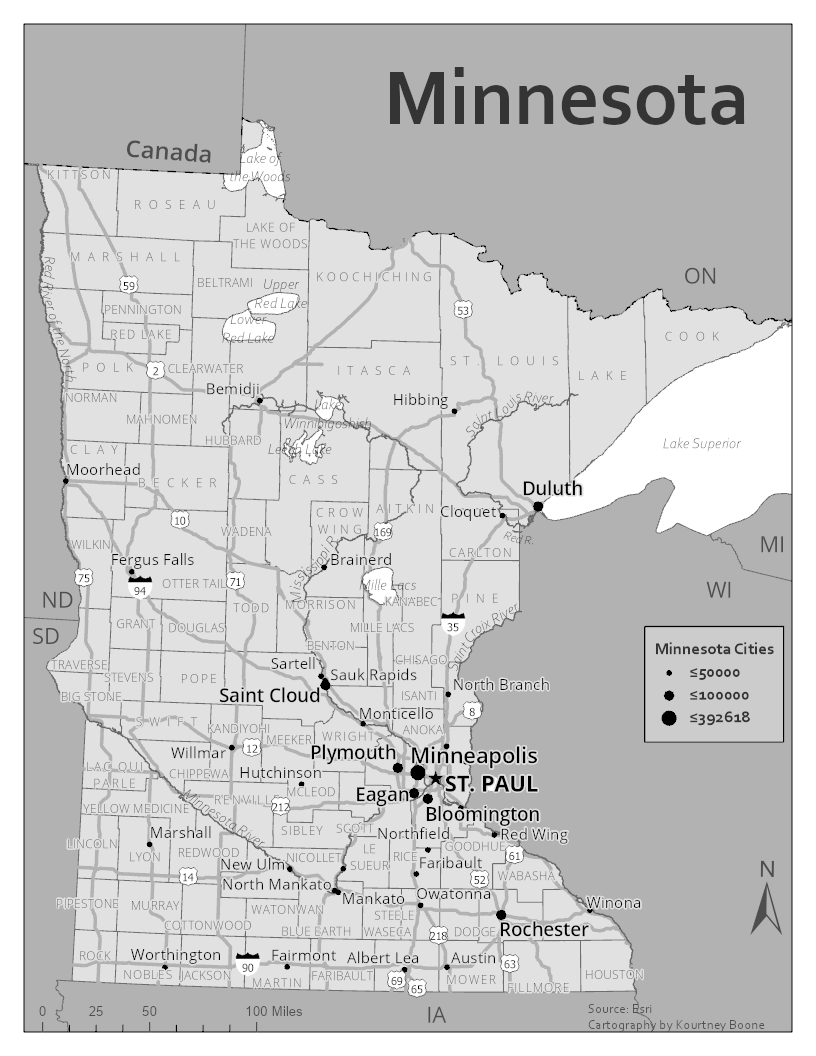 Minnesota
Canada
Lake of
the Woods
KITTSON
ROSEAU
LAKE OF
THE WOODS
MARSHALL
ON
KOOCHICHING
BELTRAMI
Upper
Red Lake
59
PENNINGTON
53
Lower
Red Lake
RED LAKE
COOK
Red River of the North
POLK
2
CLEARWATER
ITASCA
ST. LOUIS
LAKE
Bemidji
NORMAN
Hibbing
Lake
Winnibigoshish
Saint Louis River
MAHNOMEN
HUBBARD
Leech Lake
Lake Superior
CLAY
Moorhead
BECKER
CASS
Duluth
CROW
WING
AITKIN
Cloquet
10
WADENA
169
Red R.
WILKIN
CARLTON
MI
Fergus Falls
Brainerd
75
94
OTTER TAIL
71
Mississippi R.
Mille Lacs
WI
ND
TODD
MORRISON
KANABEC
PINE
SD
GRANT
DOUGLAS
MILLE LACS
35
Saint Croix River
BENTON
TRAVERSE
STEVENS
POPE
Sartell
Sauk Rapids
CHISAGO
BIG STONE
Saint Cloud
ISANTI
North Branch
8
Monticello
SWIFT
KANDIYOHI
WRIGHT
ANOKA
Willmar
12
MEEKER
Plymouth
Minneapolis
LAC QUI
PARLE
CHIPPEWA
Hutchinson
ST. PAUL
MCLEOD
Eagan
YELLOW MEDICINE
RENVILLE
212
Bloomington
Minnesota River
LINCOLN
Marshall
LYON
REDWOOD
SIBLEY
SCOTT
Northfield
Red Wing
LE
SUEUR
RICE
GOODHUE
61
14
New Ulm
NICOLLET
Faribault
WABASHA
52
North Mankato
Mankato
Owatonna
Winona
PIPESTONE
MURRAY
COTTONWOOD
WATONWAN
BLUE EARTH
STEELE
WASECA
218
DODGE
Rochester
ROCK
Worthington
90
Fairmont
Albert Lea
Austin
63
NOBLES
JACKSON
MARTIN
FARIBAULT
69
65
MOWER
FILLMORE
HOUSTON
Minnesota Cities
≤50000
≤100000
≤392618
N
0 25 50 100 Miles
IA
Source: Esri
Cartography by Kourtney Boone